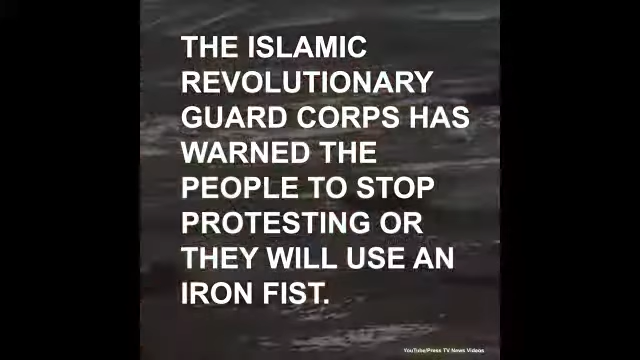 THE ISLAMIC
REVOLUTIONARY
GUARD CORPS HAS
WARNED THE
PEOPLE TO STOP
PROTESTING OR
THEY WILL USE AN
IRON FIST.
YouTube/Press TV News Videos